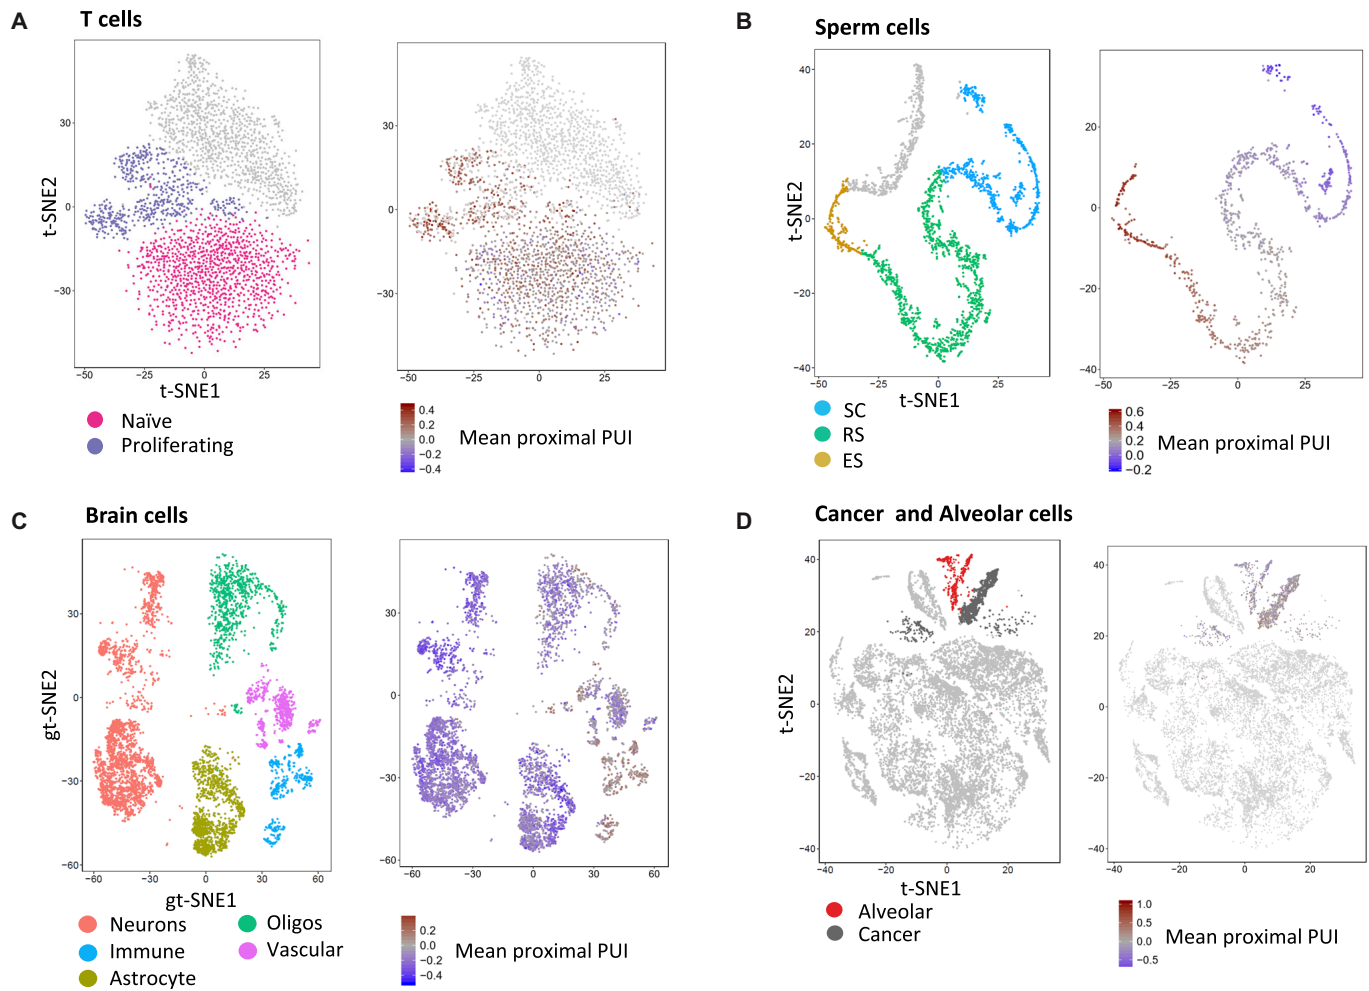 A
T cells
t-SNE2
30
0
−30
−50
−25
0
25
t-SNE1
30
0
−30
−50
−25
0
25
Naïve
Proliferating
0.4
0.2
0.0
−0.2
−0.4
Mean proximal PUI
B
Sperm cells
t-SNE2
40
20
0
−20
−40
−50
−25
0
25
t-SNE1
20
0
−20
−40
−50
−25
0
25
SC
RS
ES
0.6
0.4
0.2
0.0
−0.2
Mean proximal PUI
C
Brain cells
gt-SNE2
30
0
−30
−60
−60
−30
0
30
60
gt-SNE1
30
0
−30
−60
−60
−30
0
30
60
Neurons
Immune
Astrocyte
Oligos
Vascular
0.2
0.0
−0.2
−0.4
Mean proximal PUI
D
Cancer and Alveolar cells
t-SNE2
40
20
0
−20
−40
−40
−20
0
20
t-SNE1
40
20
0
−20
−40
−40
−20
0
20
Alveolar
Cancer
1.0
0.5
0.0
−0.5
Mean proximal PUI